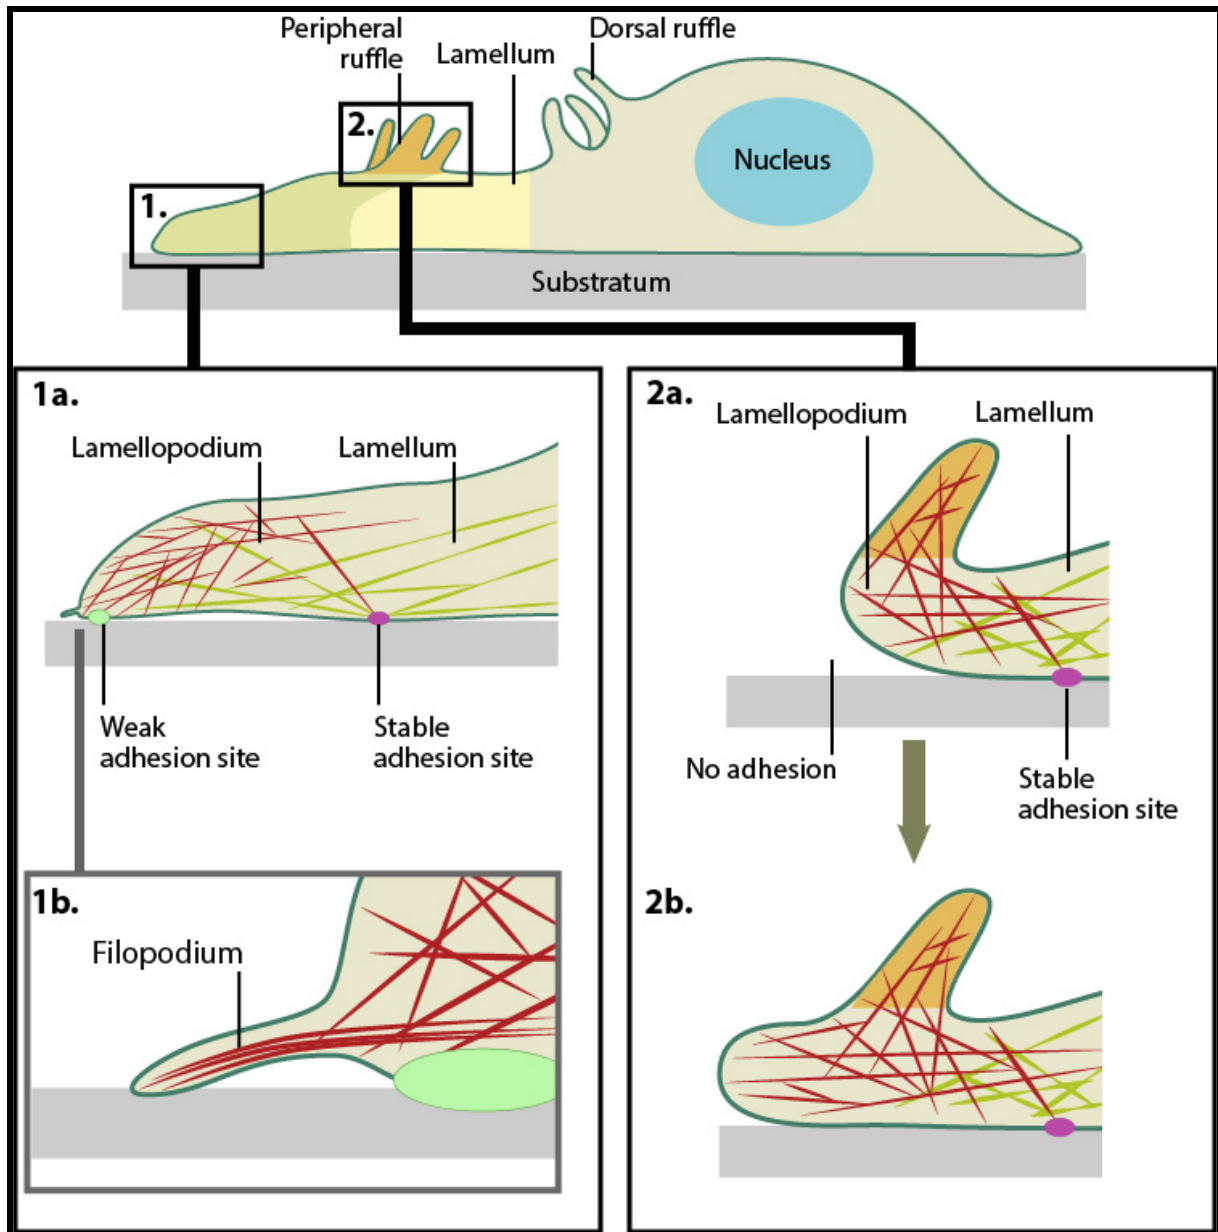 Peripheral
ruffle
Lamellum
Dorsal ruffle
2.
Nucleus
1.
Substratum
1a.
Lamellopodium
Lamellum
Weak
adhesion site
Stable
adhesion site
1b.
Filopodium
2a.
Lamellopodium
Lamellum
No adhesion
Stable
adhesion site
2b.